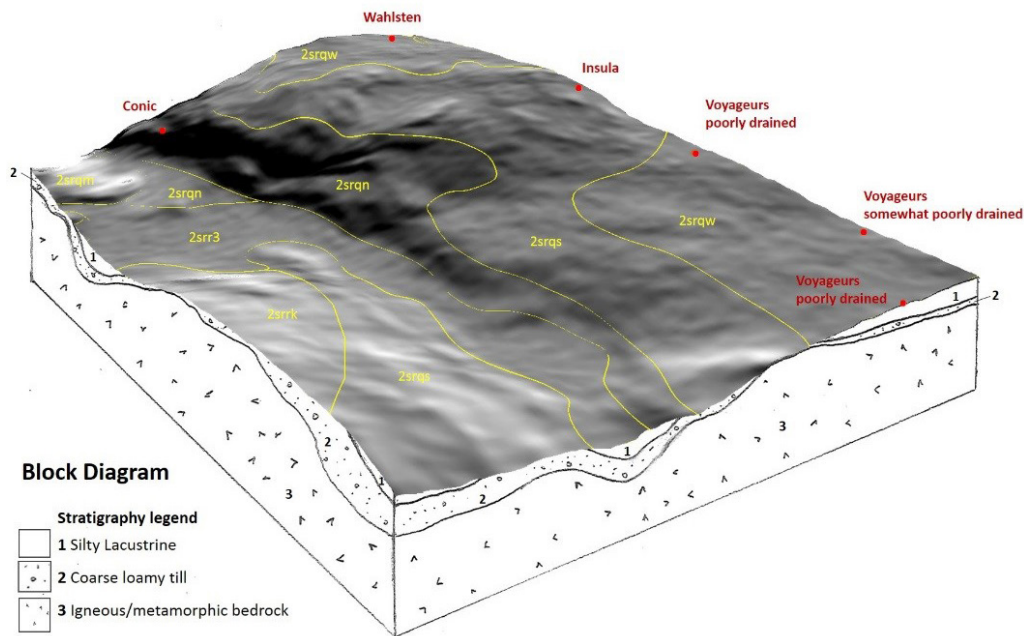 Wahlsten
2srqw
Insula
Conic
Voyageurs
poorly drained
2
2srqm
2srqn
2srqn
Voyageurs
somewhat poorly drained
2srqw
2srr3
2srqs
1
Voyageurs
poorly drained
1
2
2srrk
2srqs
3
2
1
1
2
3
Block Diagram
Stratigraphy legend
1 Silty Lacustrine
2 Coarse loamy till
3 Igneous/metamorphic bedrock